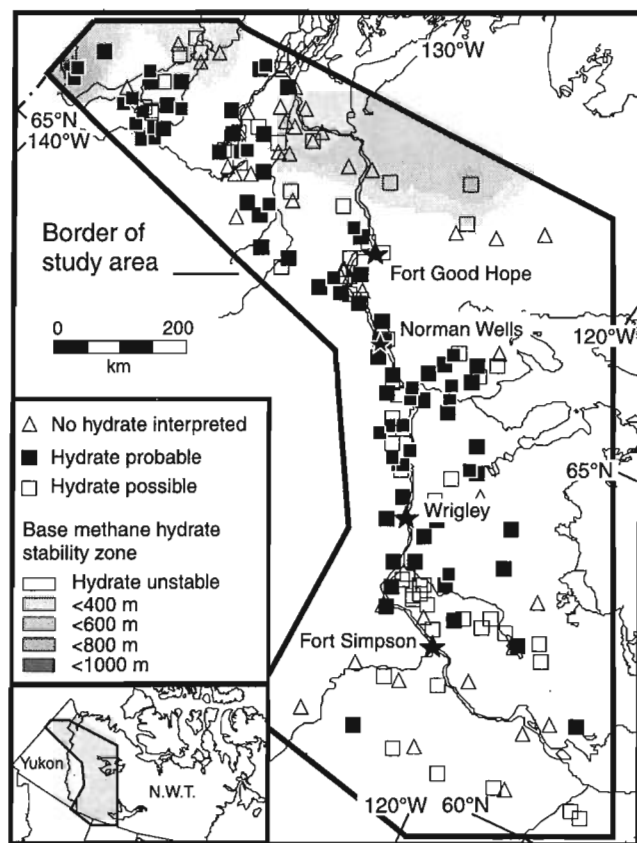 130°W
65°N
140°W
Border of
study area
Fort Good Hope
0 200
km
Norman Wells
120°W
No hydrate interpreted
Hydrate probable
Hydrate possible
65°N
Wrigley
Base methane hydrate
stability zone
Hydrate unstable
<400 m
<600 m
<800 m
<1000 m
Fort Simpson
Yukon
N.W.T.
120°W
60°N